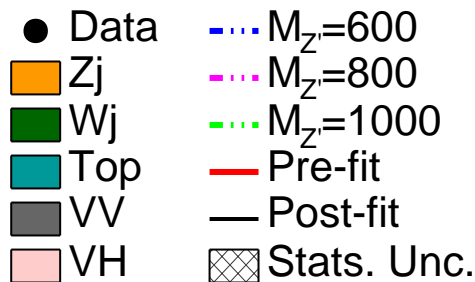 Data
Zj
Wj
Top
VV
VH
M_Z'=600
M_Z'=800
M_Z'=1000
Pre-fit
Post-fit
Stats. Unc.